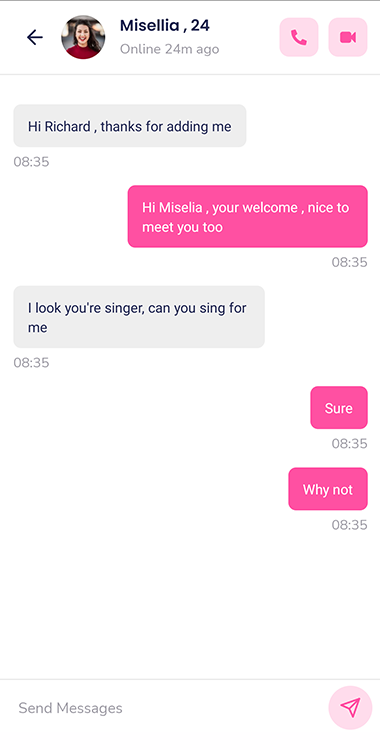 Misellia , 24
Online 24m ago
Hi Richard , thanks for adding me
08:35
Hi Miselia , your welcome , nice to
meet you too
08:35
I look you're singer, can you sing for
me
08:35
Sure
08:35
Why not
08:35
Send Messages